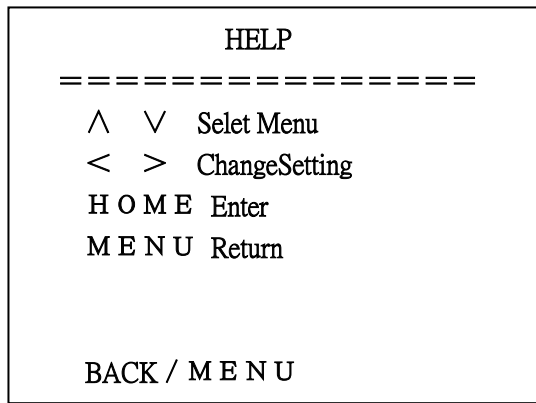 HELP
===============
∧ ∨ Selet Menu
< > ChangeSetting
HOME Enter
MENU Return
BACK / MENU